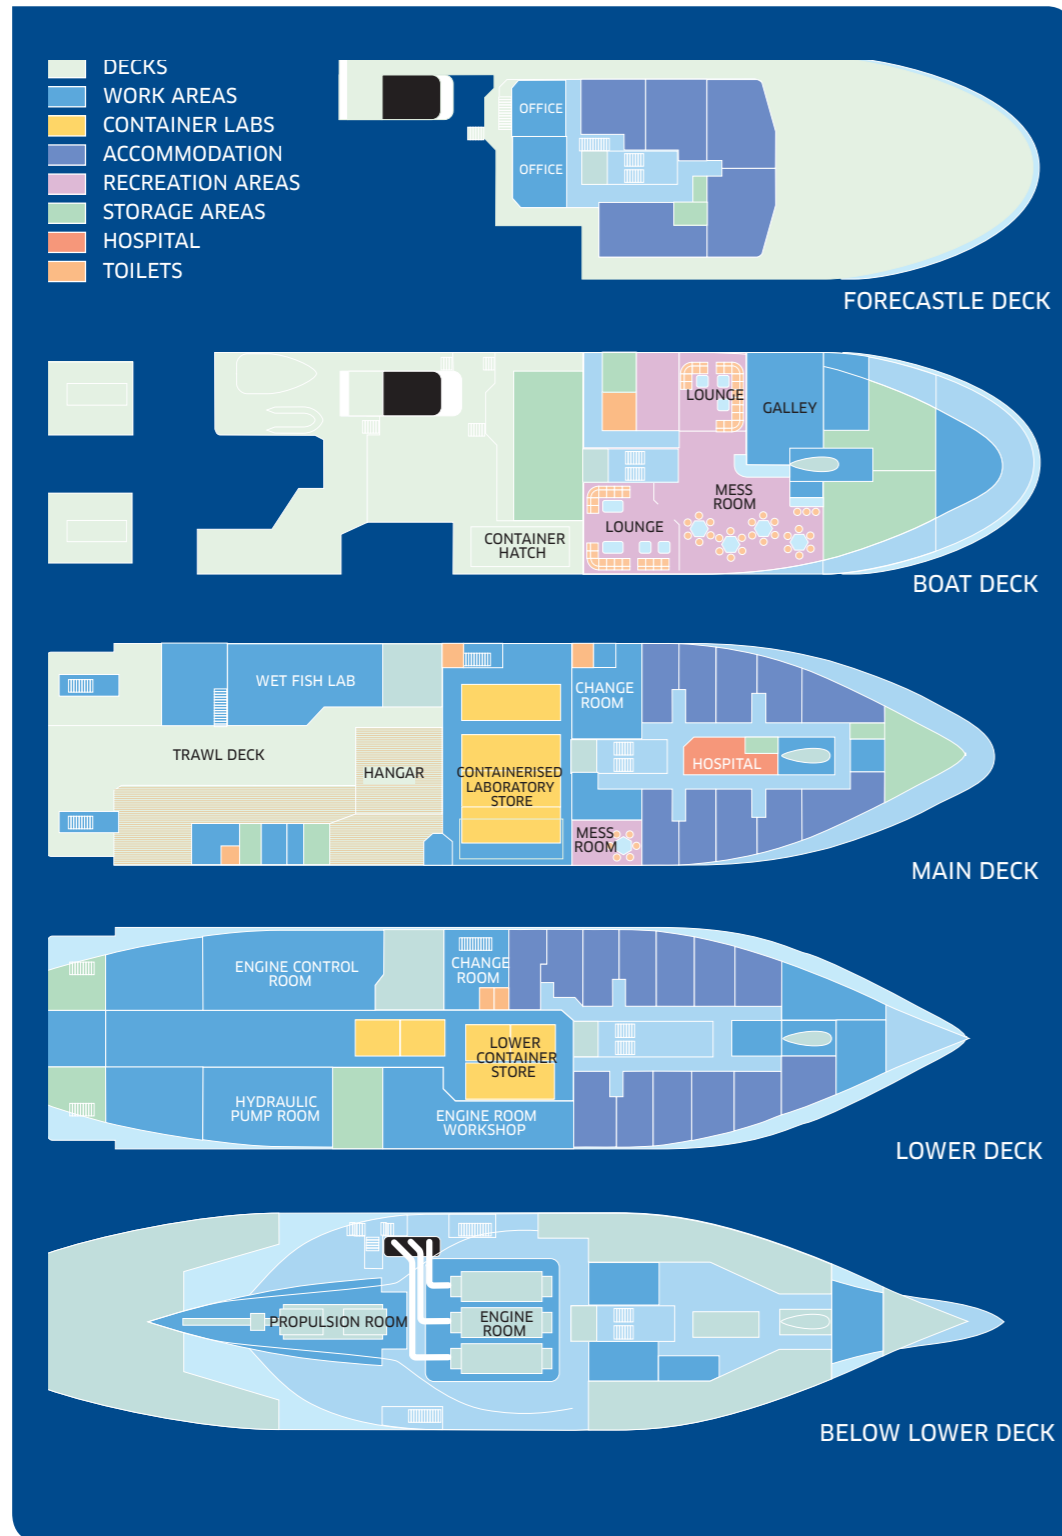 DECKS
WORK AREAS
CONTAINER LABS
ACCOMMODATION
RECREATION AREAS
STORAGE AREAS
HOSPITAL
TOILETS
OFFICE
OFFICE
FORECASTLE DECK
LOUNGE
GALLEY
MESS
ROOM
LOUNGE
CONTAINER
HATCH
BOAT DECK
WET FISH LAB
CHANGE
ROOM
TRAWL DECK
HANGAR
CONTAINERISED
LABORATORY
STORE
HOSPITAL
MESS
ROOM
MAIN DECK
ENGINE CONTROL
ROOM
CHANGE
ROOM
LOWER
CONTAINER
STORE
HYDRAULIC
PUMP ROOM
ENGINE ROOM
WORKSHOP
LOWER DECK
PROPULSION ROOM
ENGINE
ROOM
BELOW LOWER DECK